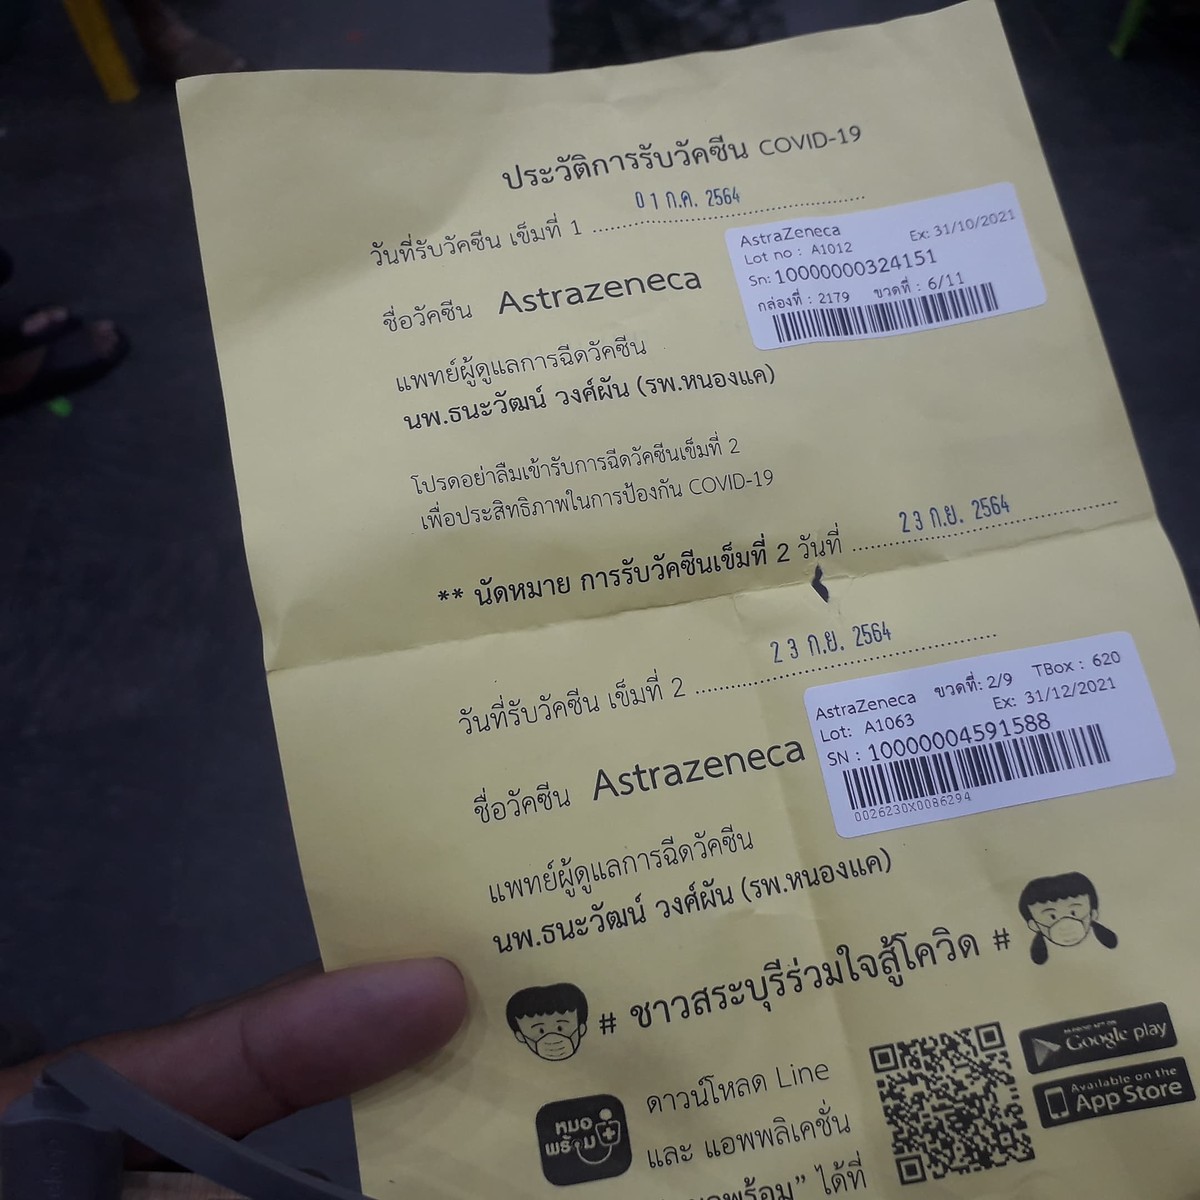 ประวัติการรับวัคซีน COVID-19
วันที่รับวัคซีน เข็มที่ 1 .......... 0 1 ก.ค. 2564
ชื่อวัคซีน Astrazeneca
AstraZeneca
Lot no : A1012 Ex: 31/10/2021
Sn: 10000000324151
กล่องที่ : 2179 ขวดที่ : 6/11
แพทย์ผู้ดูแลการฉีดวัคซีน
นพ.ธนะวัฒน์ วงศ์ผัน (รพ.หนองแค)
โปรดอย่าลืมเข้ารับการฉีดวัคซีนเข็มที่ 2
เพื่อประสิทธิภาพในการป้องกัน COVID-19
** นัดหมาย การรับวัคซีนเข็มที่ 2 วันที่ .......... 2 3 ก.ย. 2564
วันที่รับวัคซีน เข็มที่ 2 .......... 2 3 ก.ย. 2564
ชื่อวัคซีน Astrazeneca
AstraZeneca ขวดที่: 2/9 TBox : 620
Lot: A1063 Ex: 31/12/2021
SN : 10000004591588
0026230X0086294
แพทย์ผู้ดูแลการฉีดวัคซีน
นพ.ธนะวัฒน์ วงศ์ผัน (รพ.หนองแค)
# ชาวสระบุรีร่วมใจสู้โควิด #
หมอ
พร้อม
ดาวน์โหลด Line
และ แอพพลิเคชั่น
พร้อม” ได้ที่
Google play
Available on the
App Store